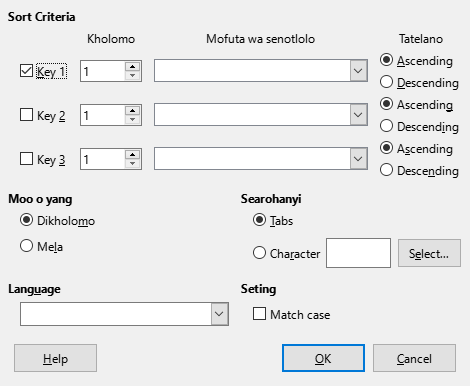 Sort Criteria
Kholomo Mofuta wa senotlolo Tatelano
Key 1 1 Ascending
Descending
Key 2 1 Ascending
Descending
Key 3 1 Ascending
Descending
Moo o yang Searohanyi
Dikholomo Tabs
Mela Character Select...
Language Seting
Match case
Help OK Cancel